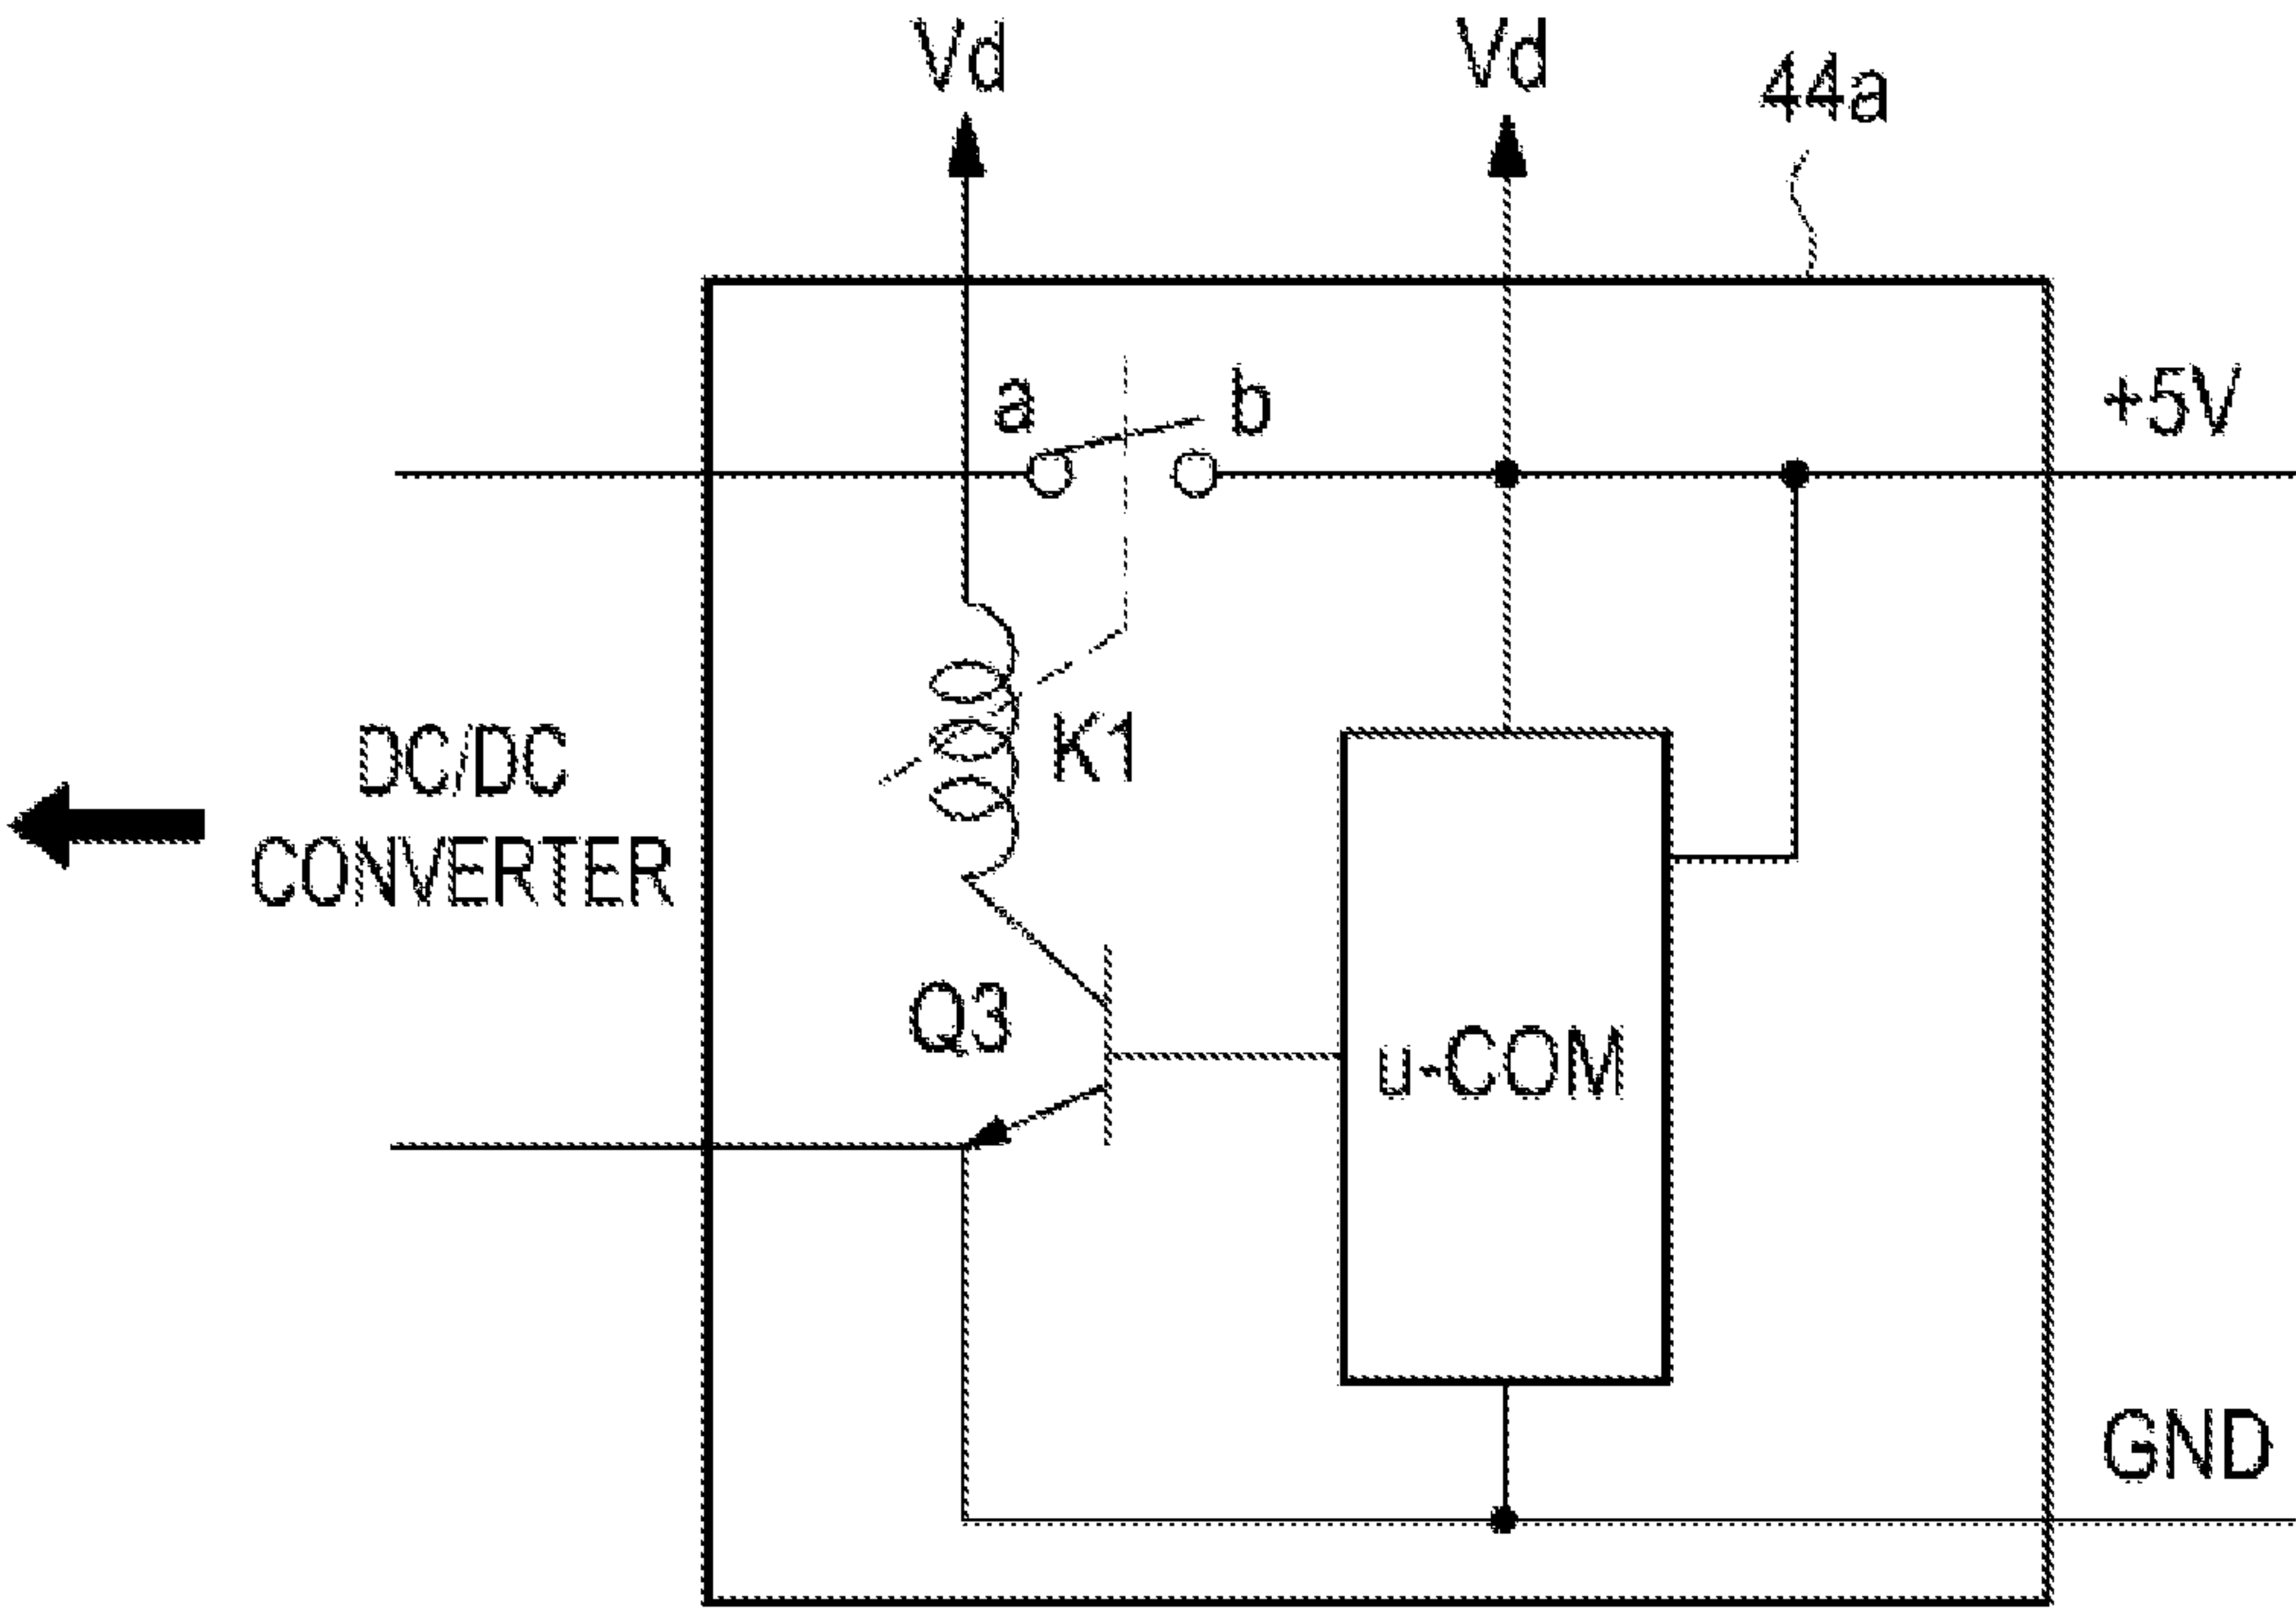 Vd
Vd
44a
a
b
+5V
K1
DC/DC
CONVERTER
Q3
u-COM
GND